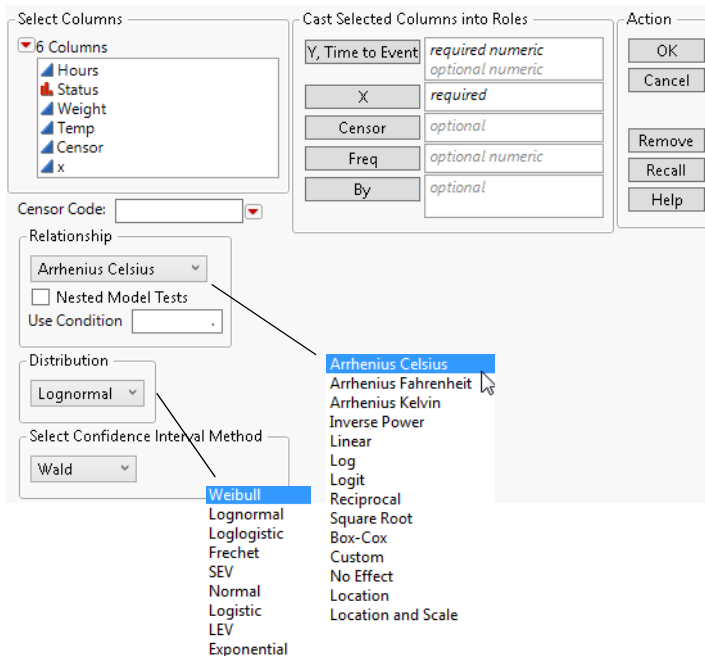 Select Columns
6 Columns
Hours
Status
Weight
Temp
Censor
x
Cast Selected Columns into Roles
Y, Time to Event
required numeric
optional numeric
X
required
Censor
optional
Freq
optional numeric
By
optional
Action
OK
Cancel
Remove
Recall
Help
Censor Code:
Relationship
Arrhenius Celsius
Nested Model Tests
Use Condition .
Distribution
Lognormal
Select Confidence Interval Method
Wald
Arrhenius Celsius
Arrhenius Fahrenheit
Arrhenius Kelvin
Inverse Power
Linear
Log
Logit
Reciprocal
Square Root
Box-Cox
Custom
No Effect
Location
Location and Scale
Weibull
Lognormal
Loglogistic
Frechet
SEV
Normal
Logistic
LEV
Exponential